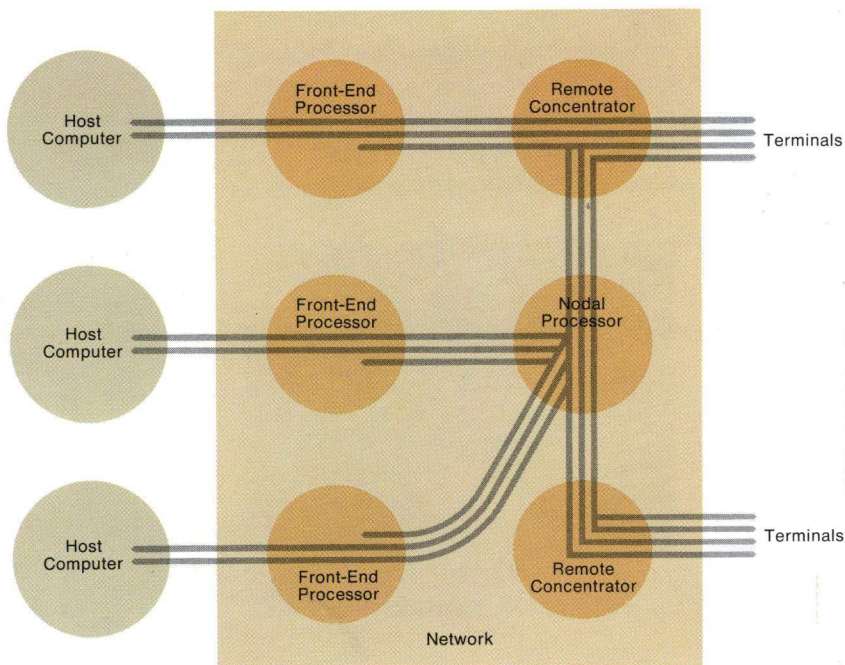 Host
Computer
Front-End
Processor
Remote
Concentrator
Terminals
Host
Computer
Front-End
Processor
Nodal
Processor
Host
Computer
Front-End
Processor
Remote
Concentrator
Terminals
Network